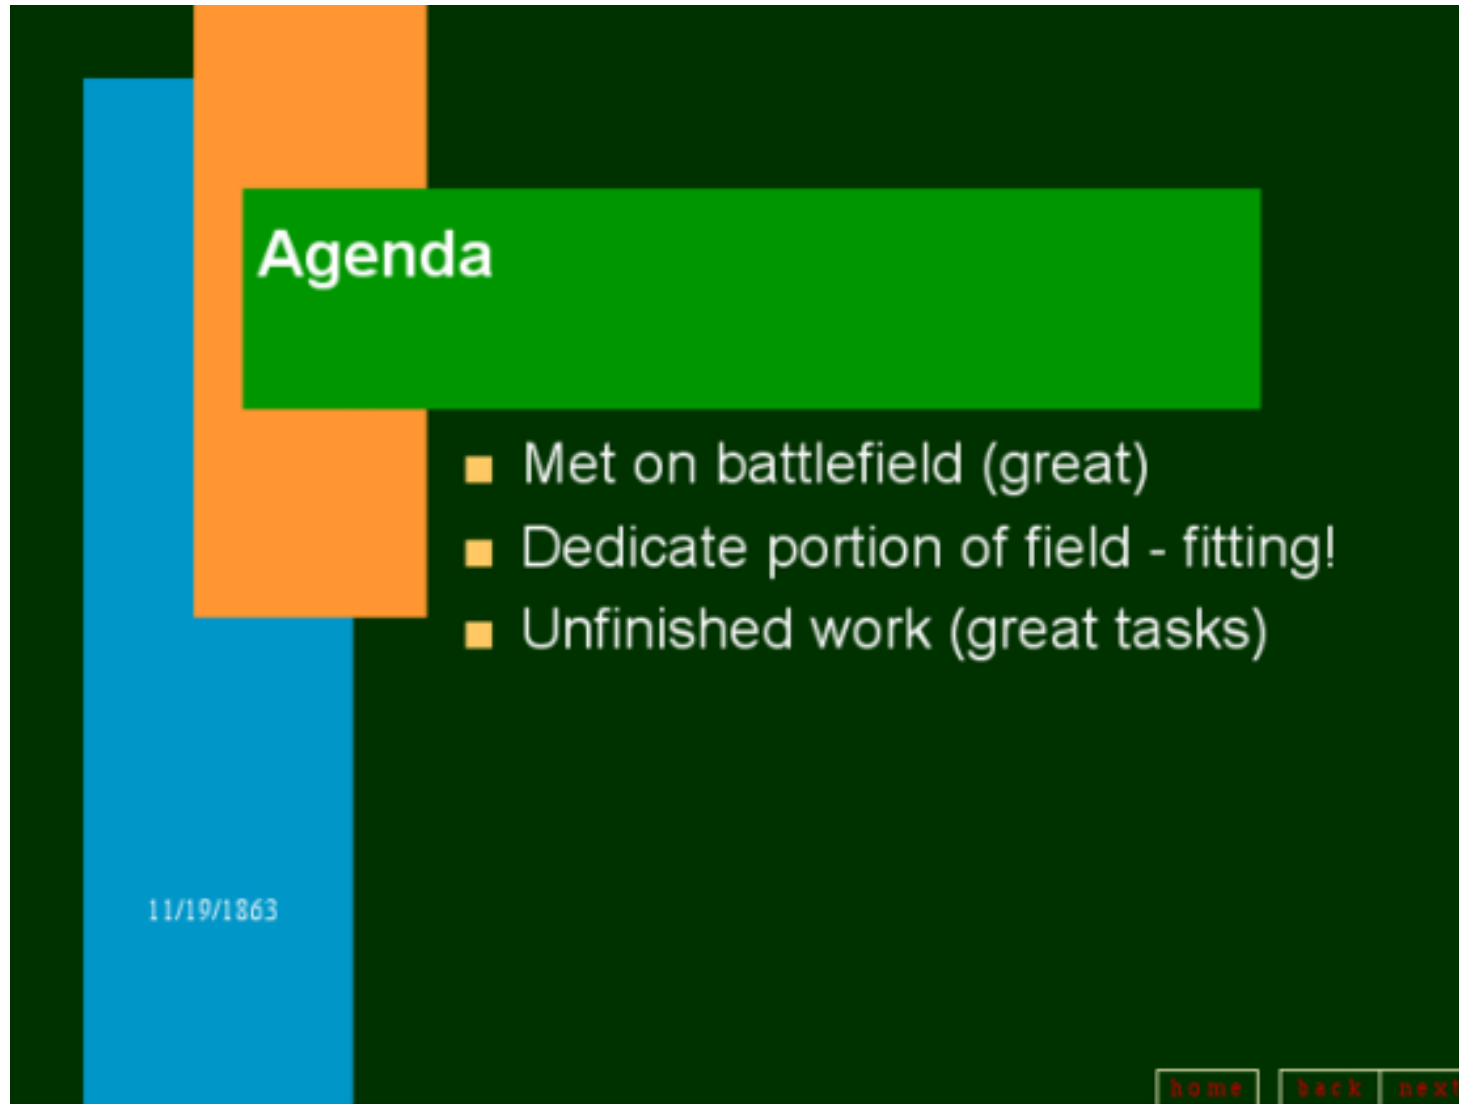 Agenda
Met on battlefield (great)
Dedicate portion of field - fitting!
Unfinished work (great tasks)
11/19/1863
home back next